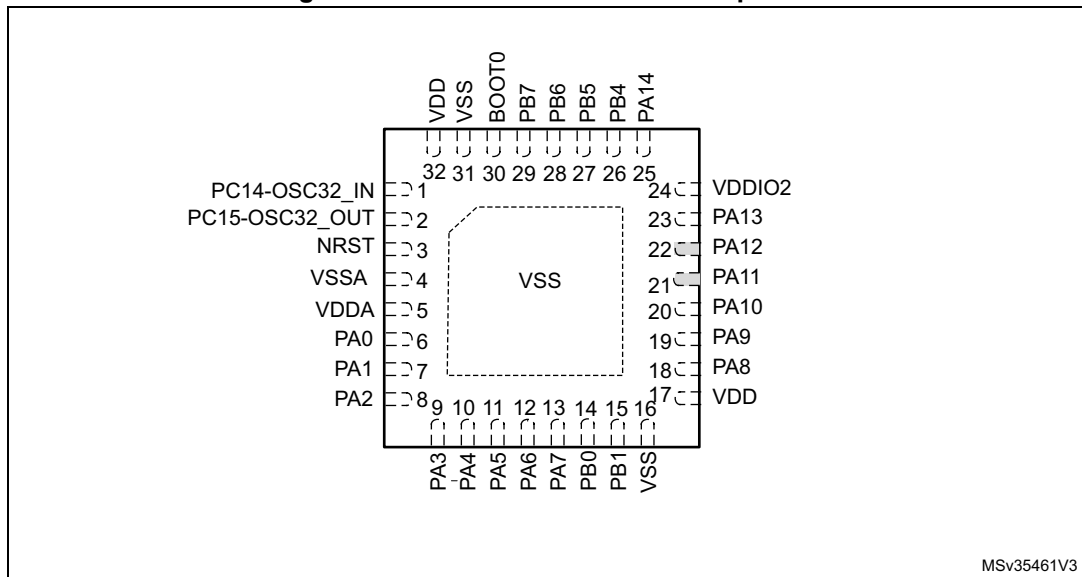 VDD
VSS
BOOT0
PB7
PB6
PB5
PB4
PA14
32 31 30 29 28 27 26 25
PC14-OSC32_IN 1
PC15-OSC32_OUT 2
NRST 3
VSSA 4
VDDA 5
PA0 6
PA1 7
PA2 8
VSS
24 VDDIO2
23 PA13
22 PA12
21 PA11
20 PA10
19 PA9
18 PA8
17 VDD
9 10 11 12 13 14 15 16
PA3
PA4
PA5
PA6
PA7
PB0
PB1
VSS
MSv35461V3